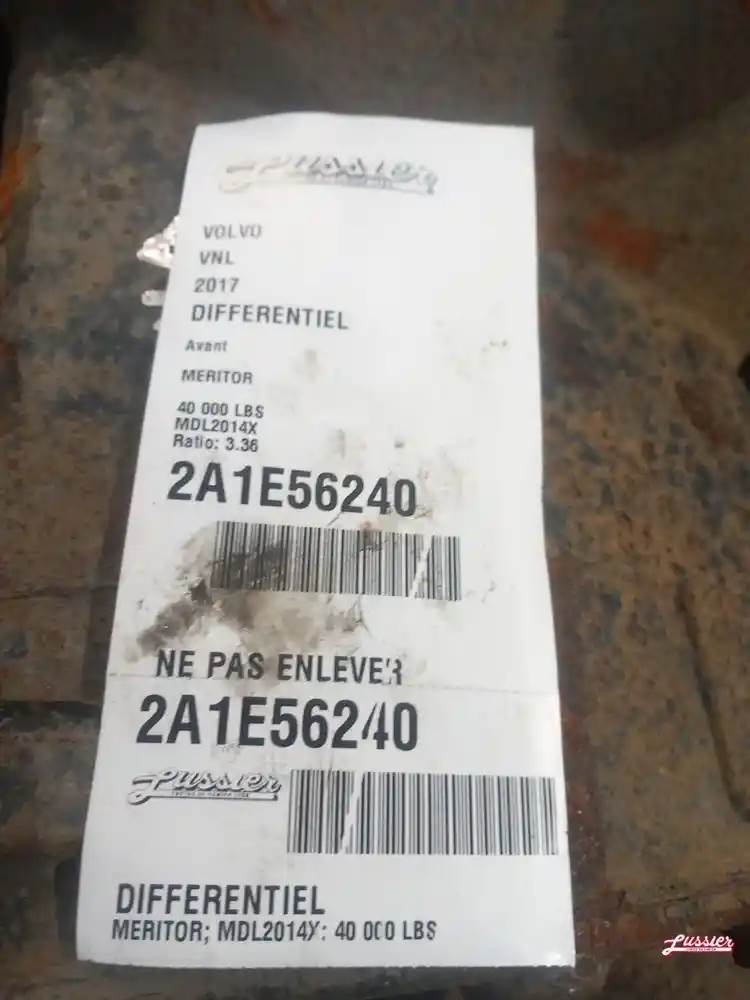 Lussier
VOLVO
VNL
2017
DIFFERENTIEL
Avant
MERITOR
40 000 LBS
MDL2014X
Ratio: 3.36
2A1E56240
NE PAS ENLEVER
2A1E56240
Lussier
DIFFERENTIEL
MERITOR; MDL2014X: 40 000 LBS
Lussier